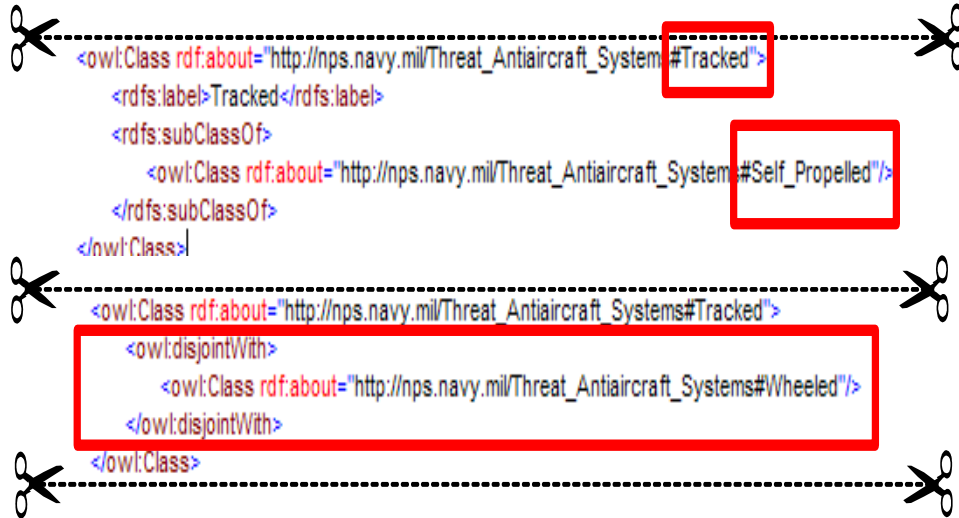 <owl:Class rdf:about="http://nps.navy.mil/Threat_Antiaircraft_Systems#Tracked">
<rdfs:label>Tracked</rdfs:label>
<rdfs:subClassOf>
<owl:Class rdf:about="http://nps.navy.mil/Threat_Antiaircraft_Systems#Self_Propelled"/>
</rdfs:subClassOf>
</owl:Class>
<owl:Class rdf:about="http://nps.navy.mil/Threat_Antiaircraft_Systems#Tracked">
<owl:disjointWith>
<owl:Class rdf:about="http://nps.navy.mil/Threat_Antiaircraft_Systems#Wheeled"/>
</owl:disjointWith>
</owl:Class>